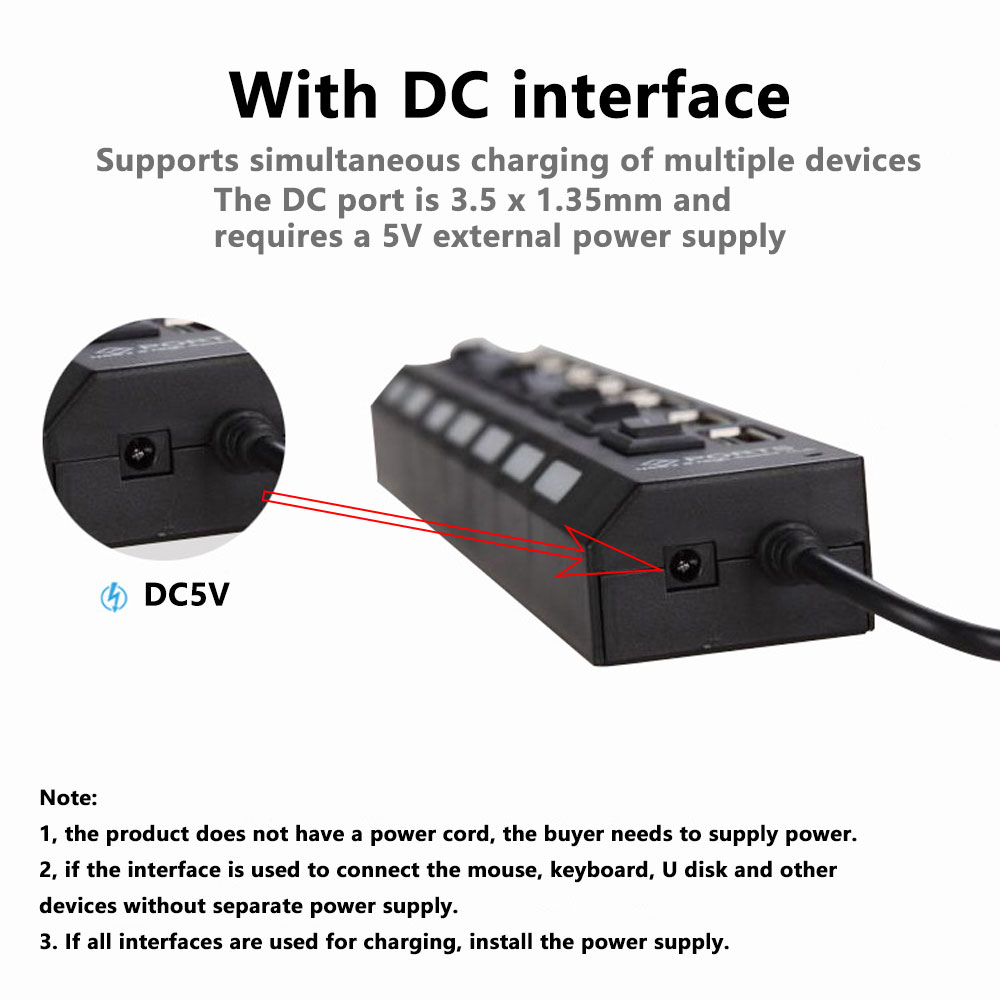 With DC interface
Supports simultaneous charging of multiple devices
The DC port is 3.5 x 1.35mm and
requires a 5V external power supply
PORTS
PORTS
DC5V
Note:
1, the product does not have a power cord, the buyer needs to supply power.
2, if the interface is used to connect the mouse, keyboard, U disk and other
devices without separate power supply.
3. If all interfaces are used for charging, install the power supply.